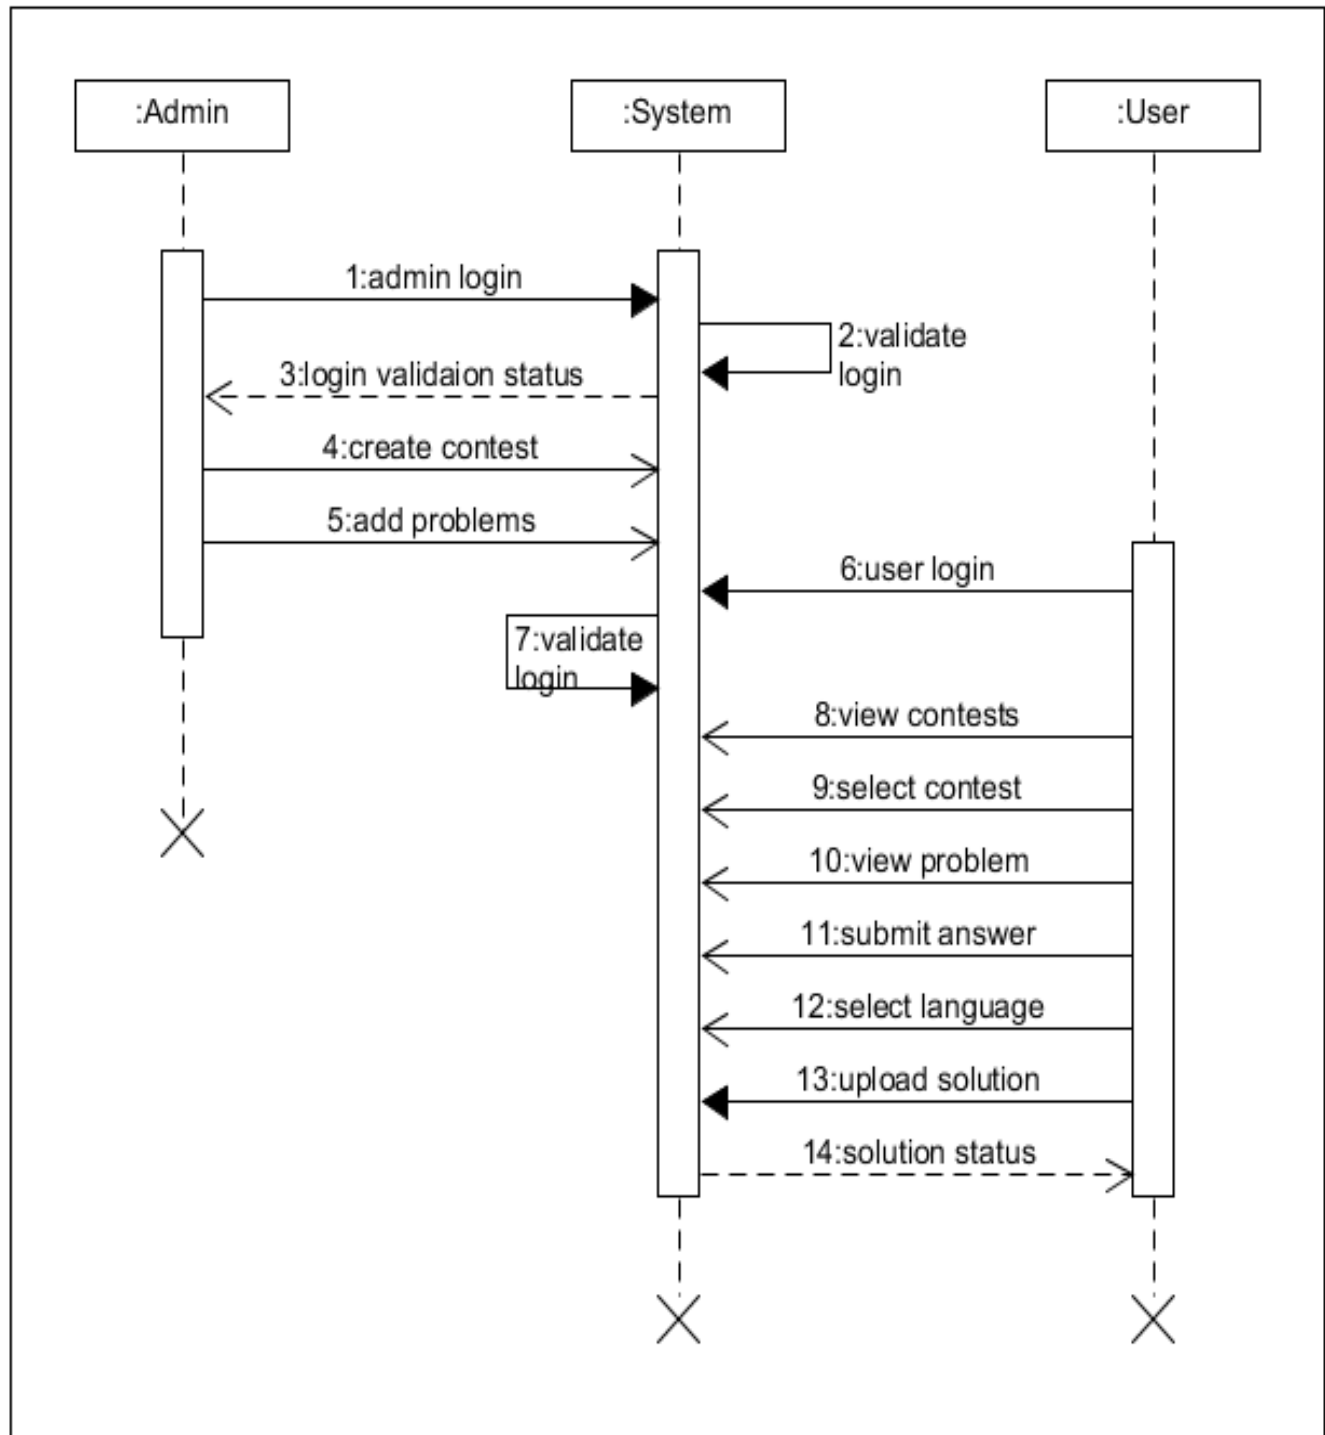 :Admin
:System
:User
1:admin login
2:validate
login
3:login validaion status
4:create contest
5:add problems
6:user login
7:validate
login
8:view contests
9:select contest
10:view problem
11:submit answer
12:select language
13:upload solution
14:solution status